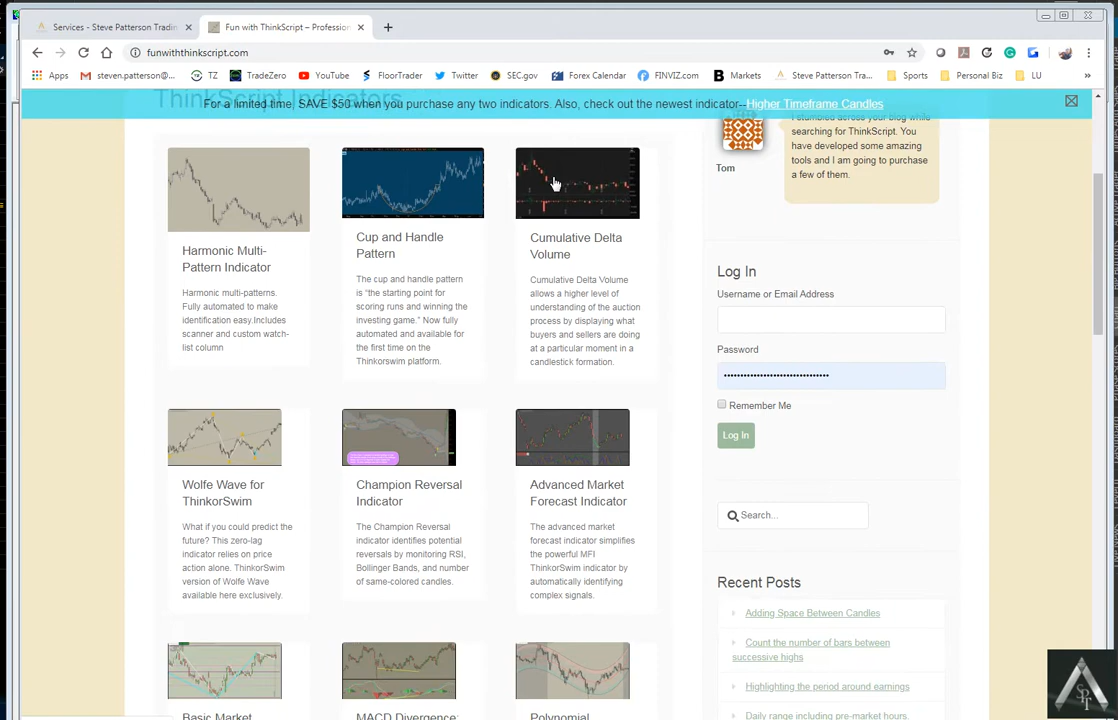 Services - Steve Patterson Tradin
Fun with ThinkScript – Profession
funwiththinkscript.com
Apps
steven.patterson@...
TZ
TradeZero
YouTube
FloorTrader
Twitter
SEC.gov
Forex Calendar
FINVIZ.com
Markets
Steve Patterson Tra...
Sports
Personal Biz
LU
ThinkScript Indicators
For a limited time, SAVE $50 when you purchase any two indicators. Also, check out the newest indicator--Higher Timeframe Candles
Harmonic Multi-
Pattern Indicator
Harmonic multi-patterns.
Fully automated to make
identification easy.Includes
scanner and custom watch-
list column
Cup and Handle
Pattern
The cup and handle pattern
is “the starting point for
scoring runs and winning the
investing game.” Now fully
automated and available for
the first time on the
Thinkorswim platform.
Cumulative Delta
Volume
Cumulative Delta Volume
allows a higher level of
understanding of the auction
process by displaying what
buyers and sellers are doing
at a particular moment in a
candlestick formation.
Wolfe Wave for
ThinkorSwim
What if you could predict the
future? This zero-lag
indicator relies on price
action alone. ThinkorSwim
version of Wolfe Wave
available here exclusively.
Champion Reversal
Indicator
The Champion Reversal
indicator identifies potential
reversals by monitoring RSI,
Bollinger Bands, and number
of same-colored candles.
Advanced Market
Forecast Indicator
The advanced market
forecast indicator simplifies
the powerful MFI
ThinkorSwim indicator by
automatically identifying
complex signals.
Basic Market
MACD Divergence:
Polynomial
I stumbled across your blog while
searching for ThinkScript. You
have developed some amazing
tools and I am going to purchase
a few of them.
Tom
Log In
Username or Email Address
Password
Remember Me
Log In
Search...
Recent Posts
Adding Space Between Candles
Count the number of bars between
successive highs
Highlighting the period around earnings
Daily range including pre-market hours.
SPT